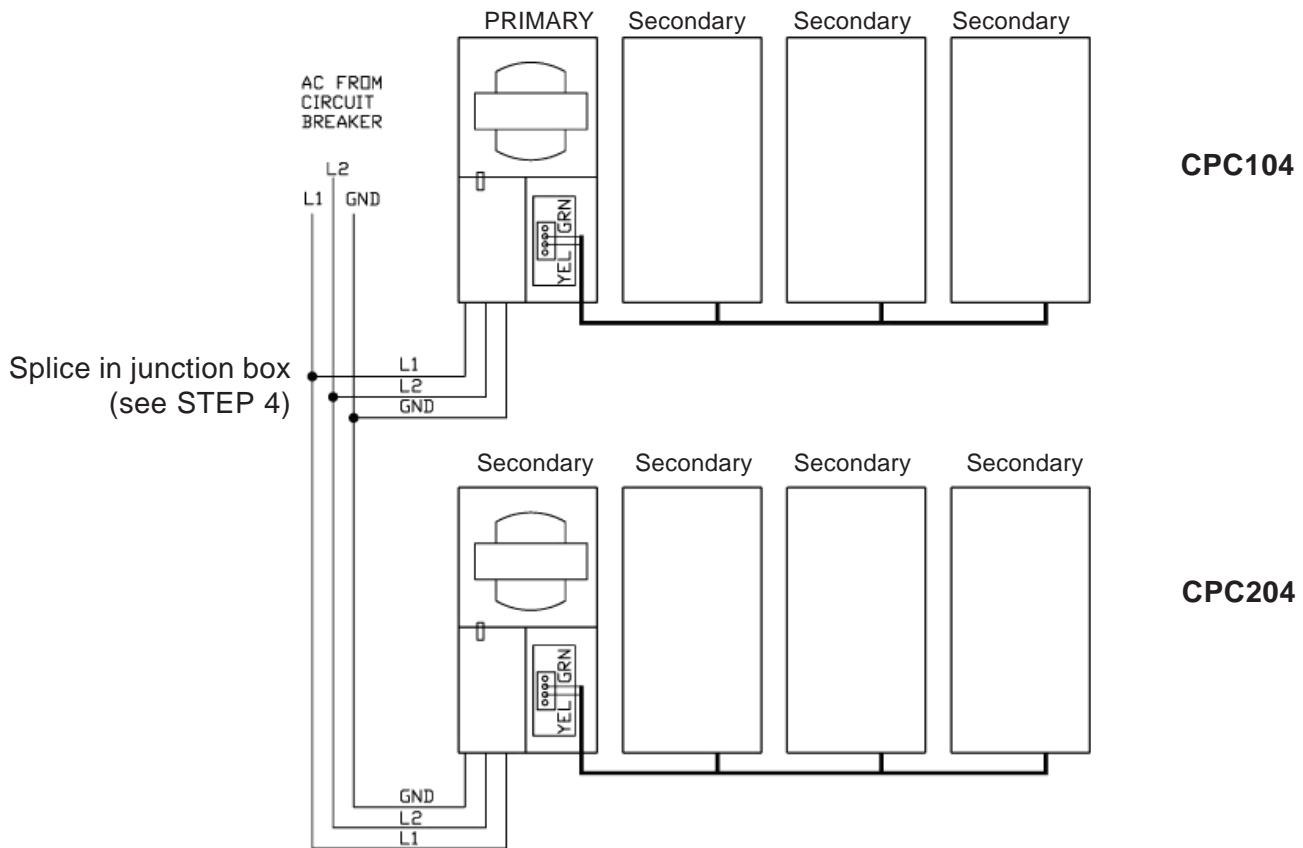 PRIMARY Secondary Secondary Secondary
AC FROM
CIRCUIT
BREAKER
CPC104
L2
L1 GND
GRN
YEL
L1
Splice in junction box
(see STEP 4)
L2
GND
Secondary Secondary Secondary Secondary
CPC204
GRN
YEL
GND
L2
L1